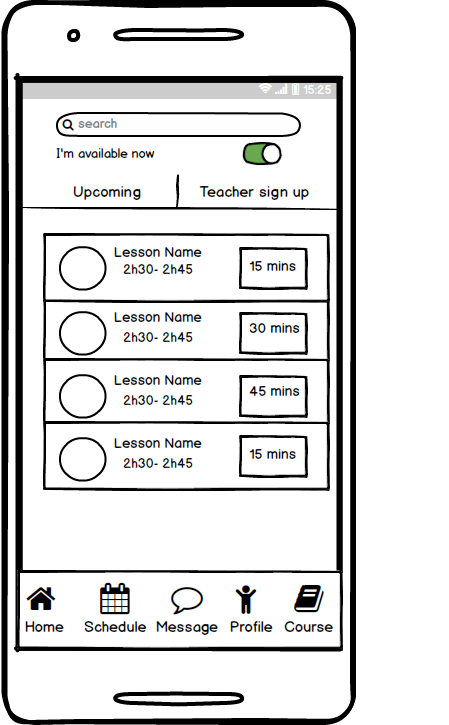 15:25
search
I'm available now
Upcoming
Teacher sign up
Lesson Name
2h30- 2h45
15 mins
Lesson Name
2h30- 2h45
30 mins
Lesson Name
2h30- 2h45
45 mins
Lesson Name
2h30- 2h45
15 mins
Home Schedule Message Profile Course